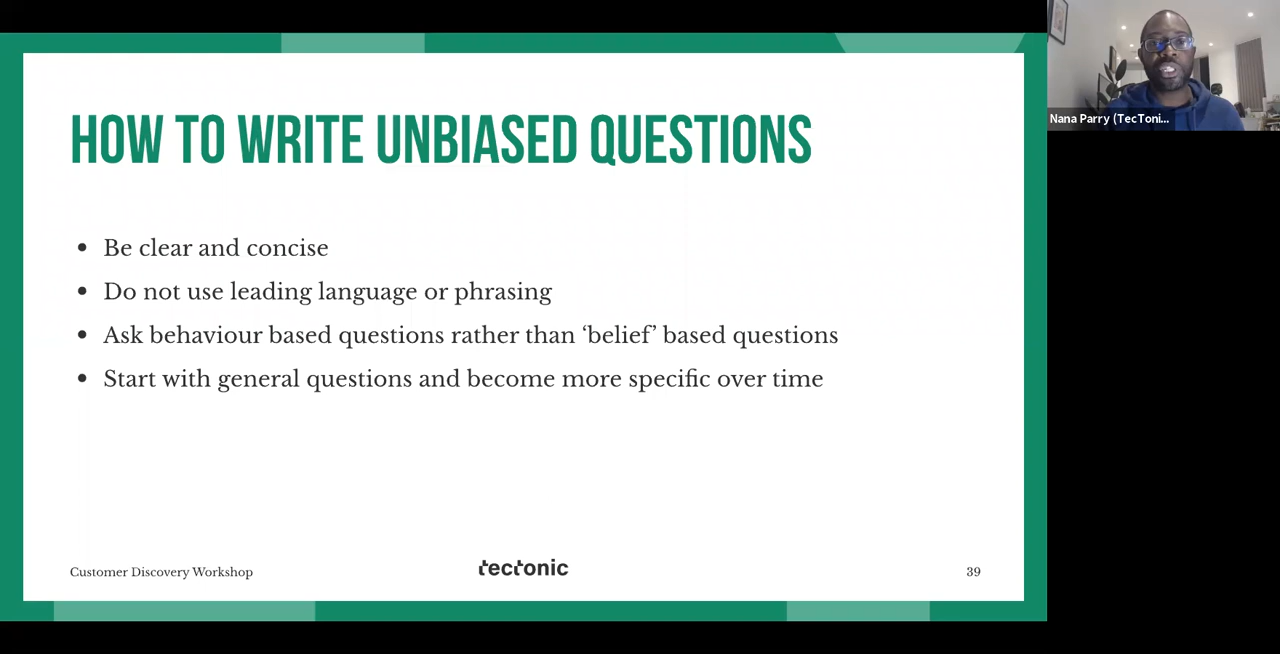 HOW TO WRITE UNBIASED QUESTIONS
Nana Parry (TecToni...
• Be clear and concise
• Do not use leading language or phrasing
• Ask behaviour based questions rather than ‘belief’ based questions
• Start with general questions and become more specific over time
Customer Discovery Workshop
tectonic
39